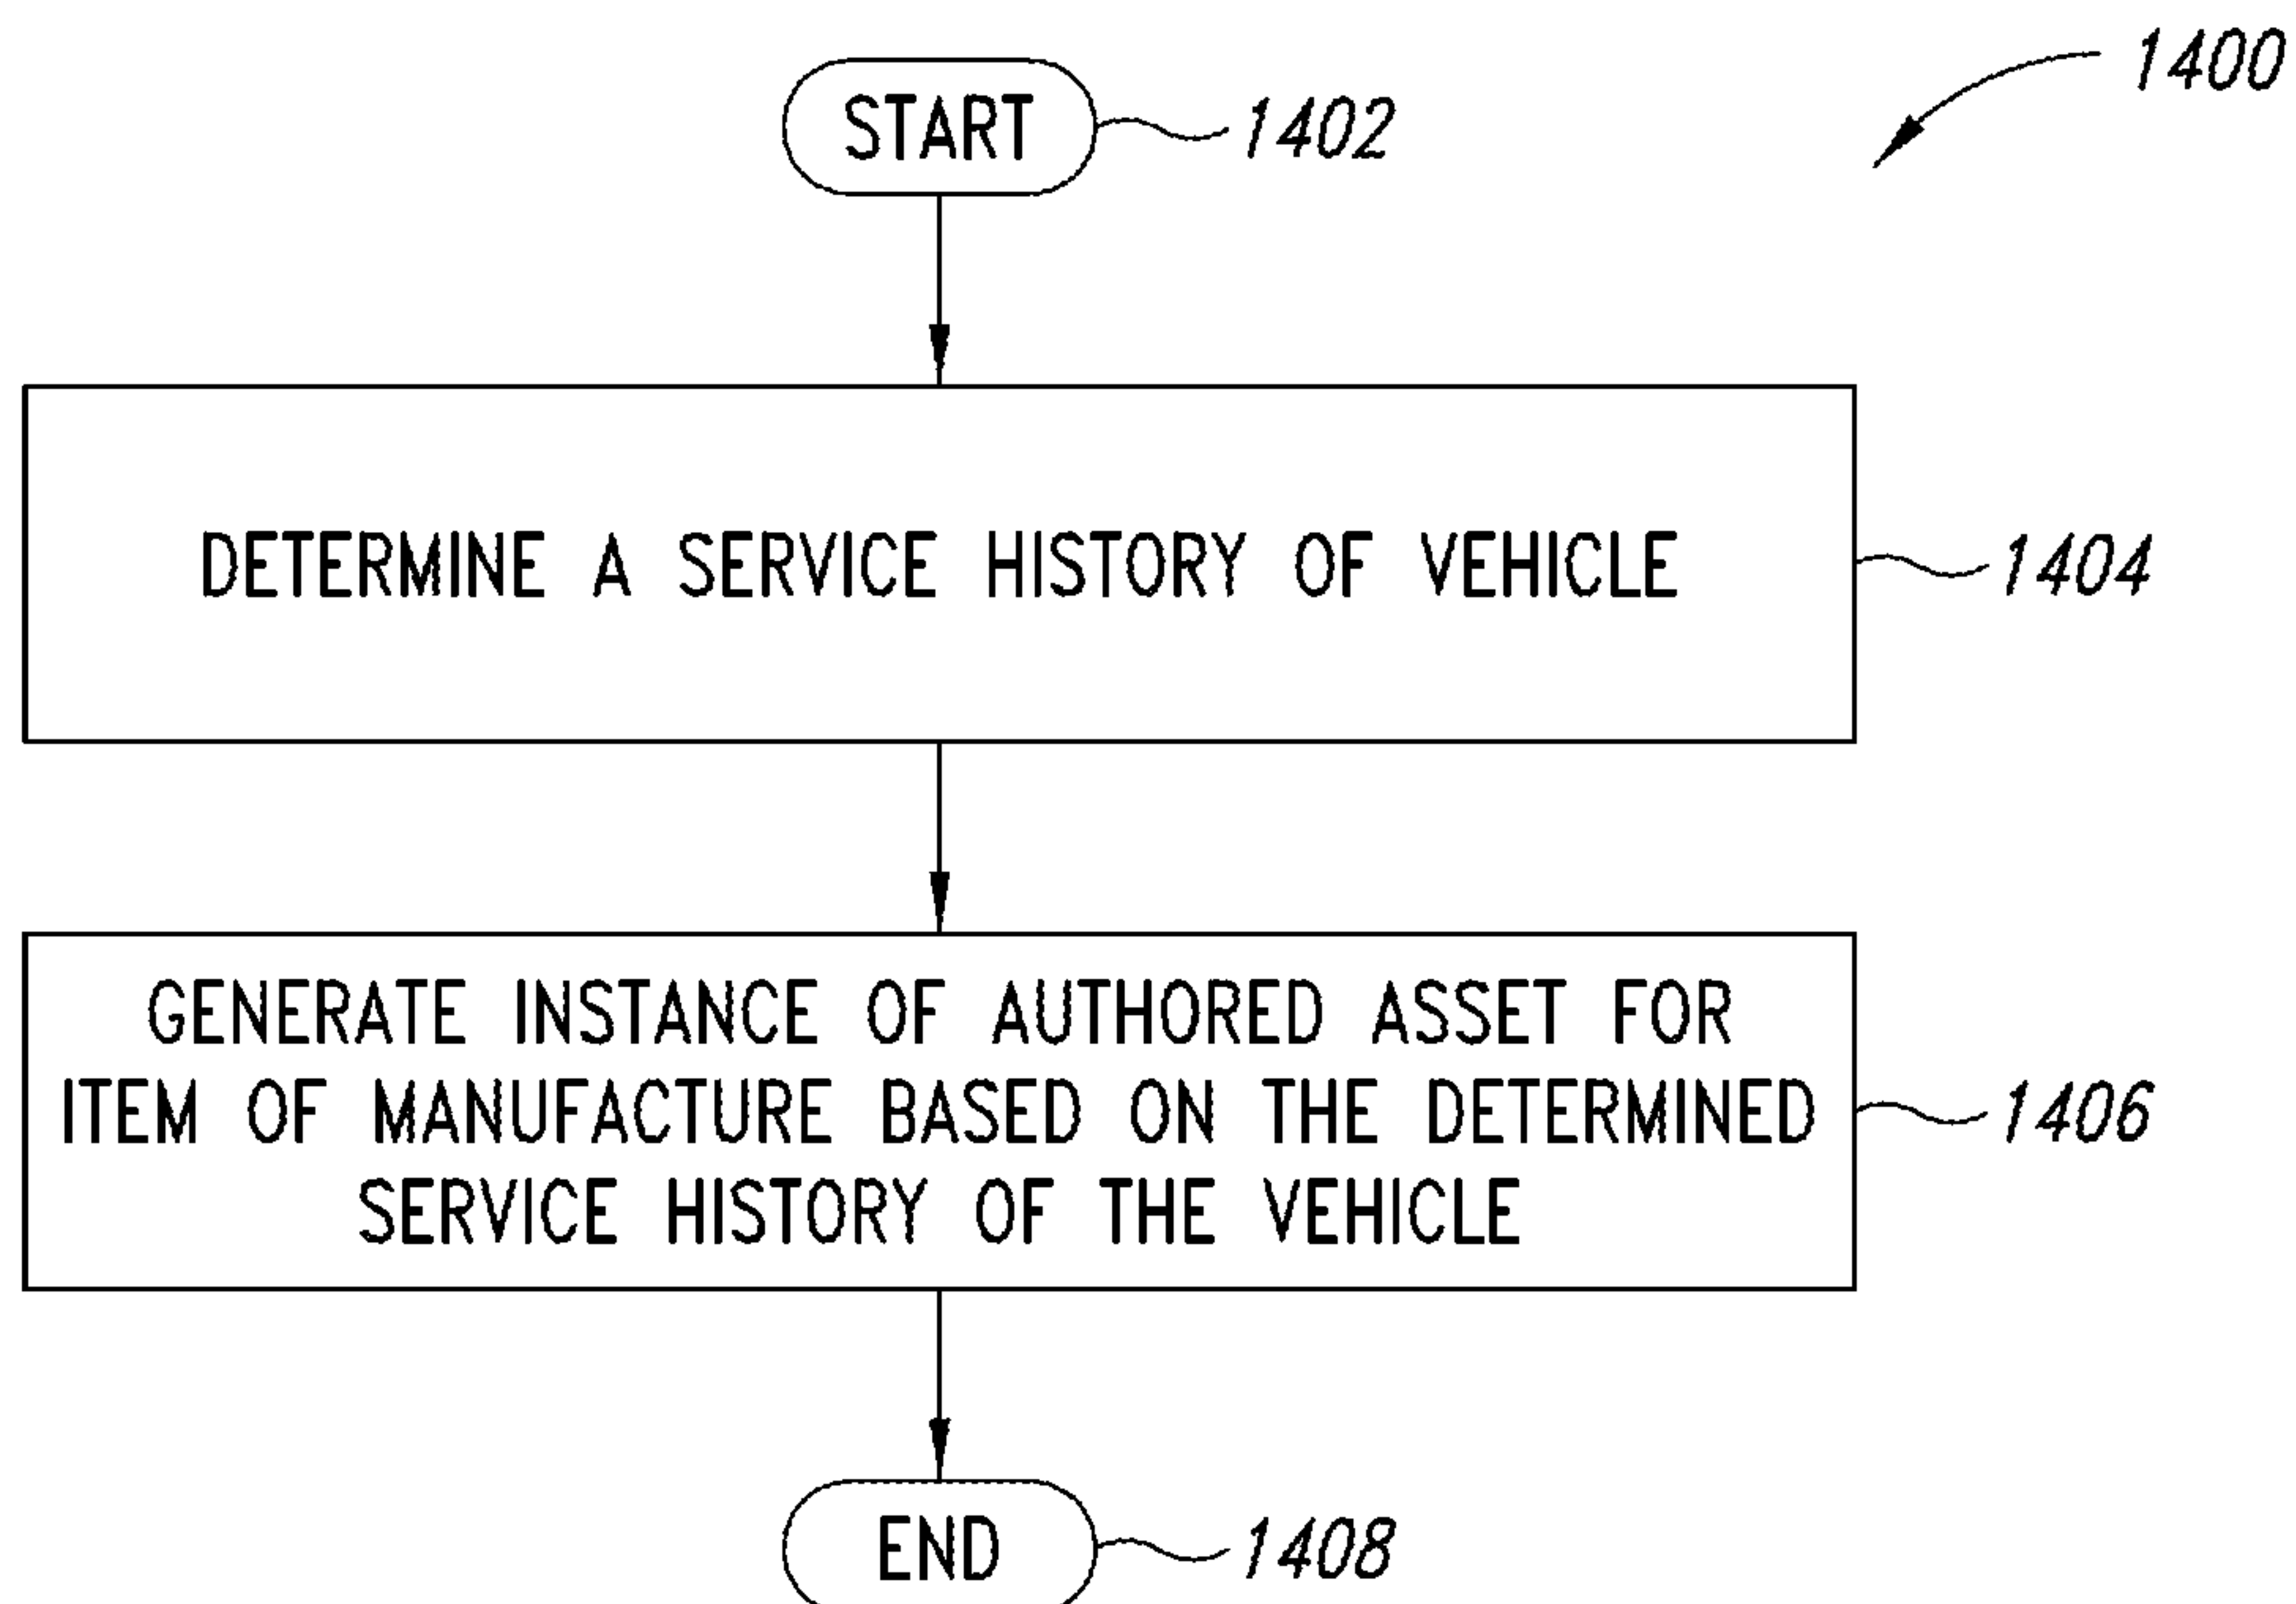 1400
START
1402
DETERMINE A SERVICE HISTORY OF VEHICLE
1404
GENERATE INSTANCE OF AUTHORED ASSET FOR
ITEM OF MANUFACTURE BASED ON THE DETERMINED
1406
SERVICE HISTORY OF THE VEHICLE
END
1408